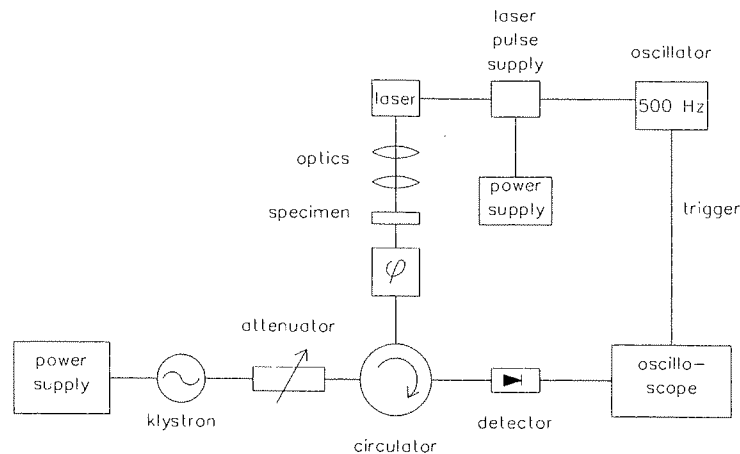 laser
pulse
supply
oscillator
laser
500 Hz
optics
power
supply
specimen
trigger
φ
attenuator
power
supply
oscillo-
scope
klystron
detector
circulator